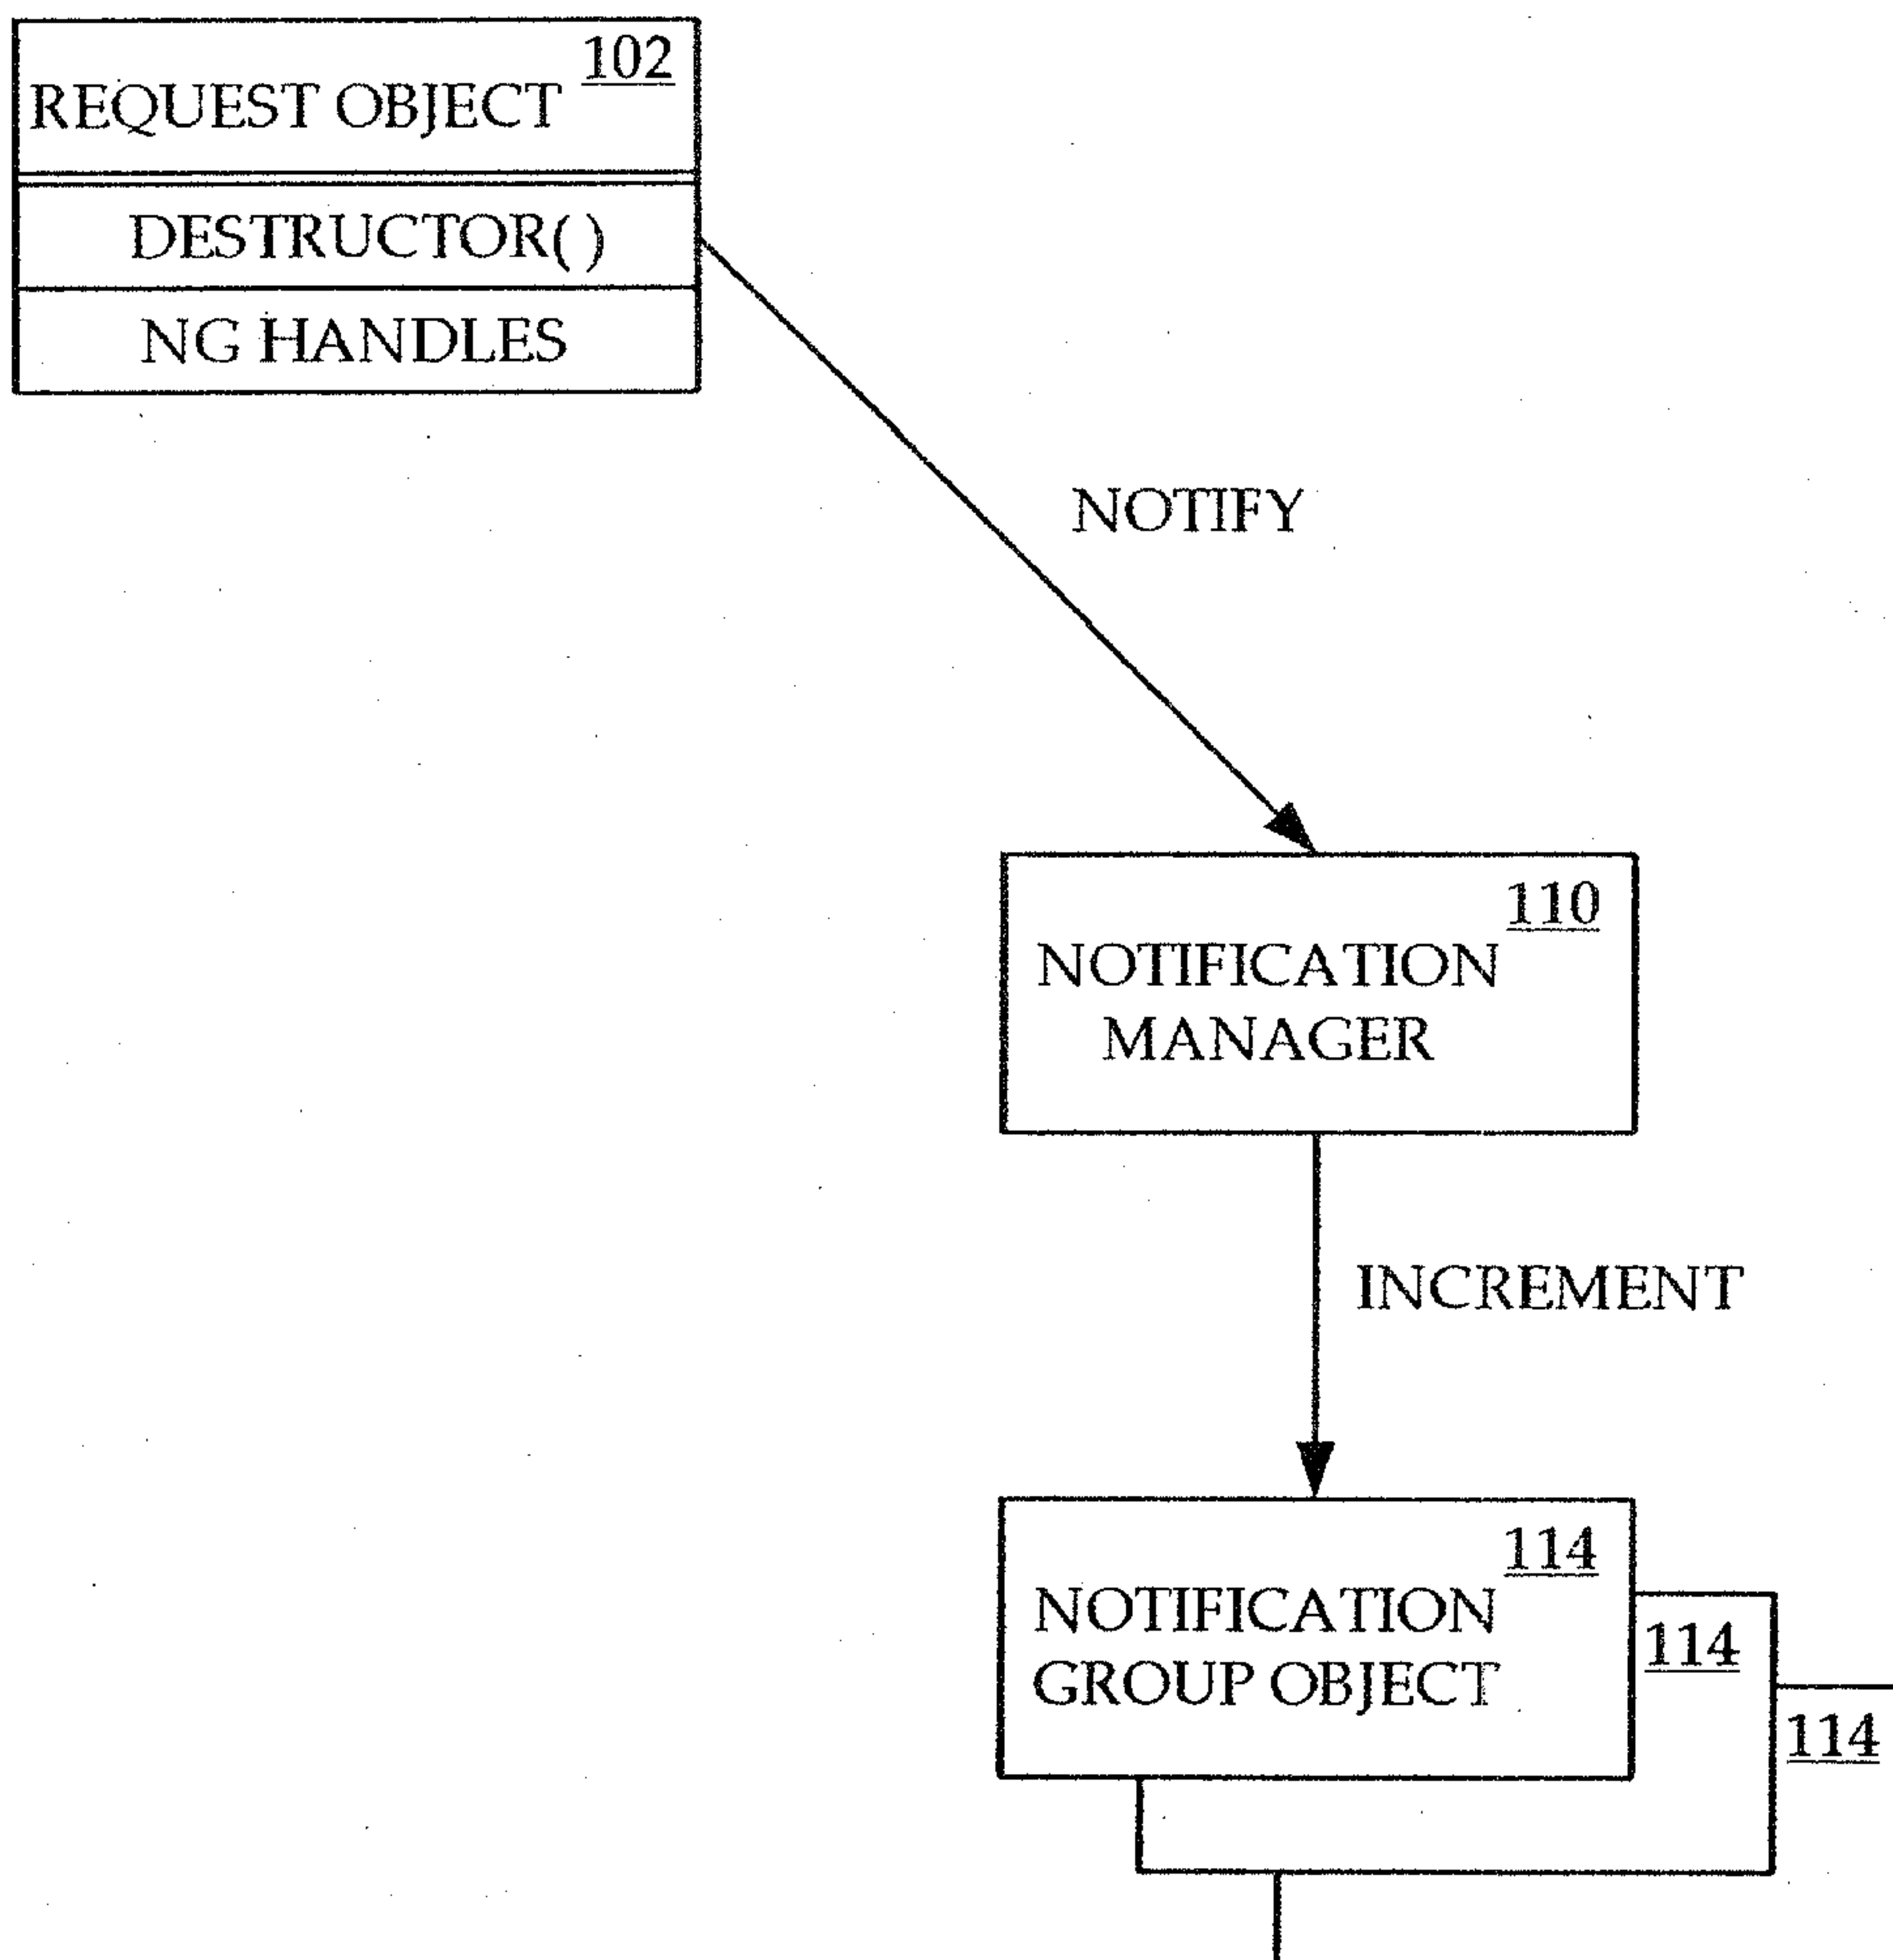 102
REQUEST OBJECT
DESTRUCTOR( )
NG HANDLES
NOTIFY
110
NOTIFICATION
MANAGER
INCREMENT
114
NOTIFICATION
GROUP OBJECT
114
114